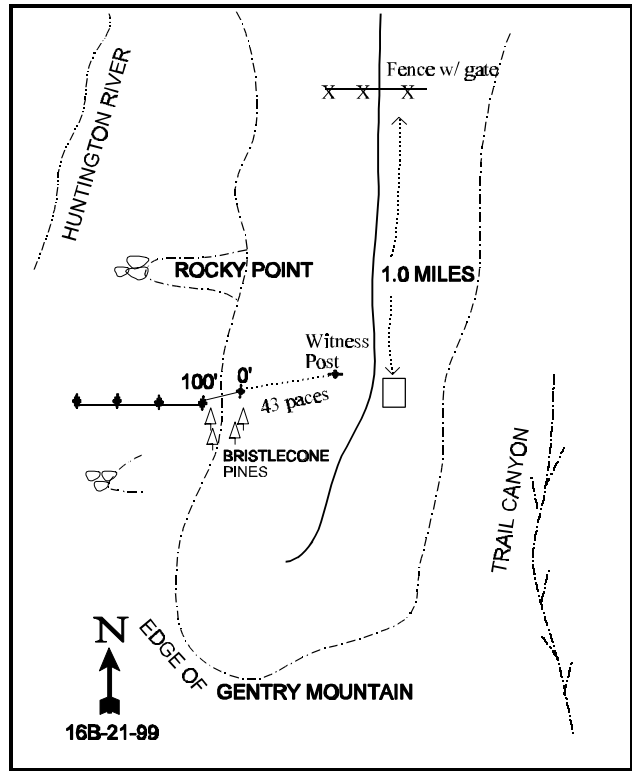 HUNTINGTON RIVER
Fence w/ gate
X X X
ROCKY POINT
1.0 MILES
Witness
Post
100'
0'
43 paces
BRISTLECONE
PINES
TRAIL CANYON
N
EDGE OF
GENTRY MOUNTAIN
16B-21-99